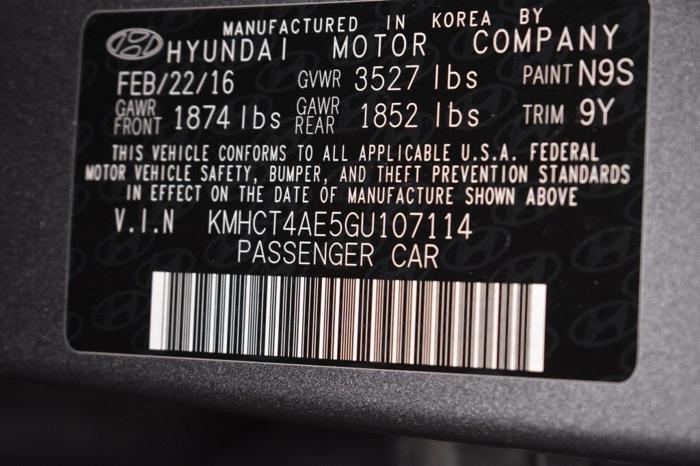 MANUFACTURED IN KOREA BY
HYUNDAI MOTOR COMPANY
FEB/22/16 GVWR 3527 lbs PAINT N9S
GAWR FRONT 1874 lbs GAWR REAR 1852 lbs TRIM 9Y
THIS VEHICLE CONFORMS TO ALL APPLICABLE U.S.A. FEDERAL
MOTOR VEHICLE SAFETY, BUMPER, AND THEFT PREVENTION STANDARDS
IN EFFECT ON THE DATE OF MANUFACTURE SHOWN ABOVE
V.I.N KMHCT4AE5GU107114
PASSENGER CAR